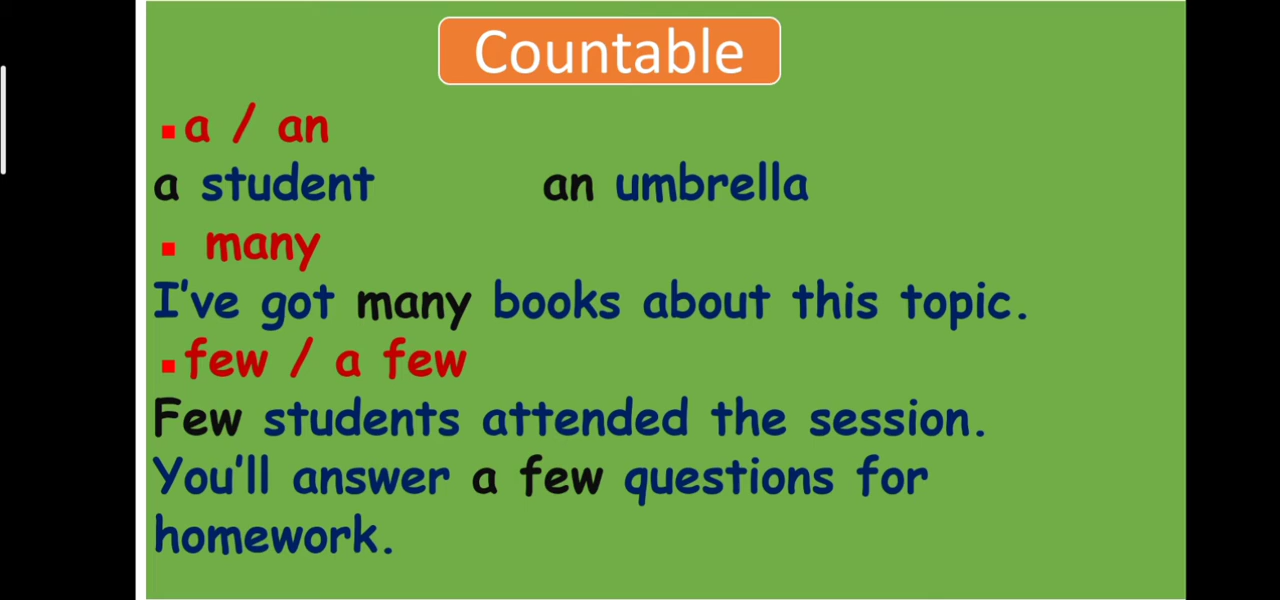 Countable
▪a / an
a student an umbrella
▪ many
I've got many books about this topic.
▪few / a few
Few students attended the session.
You'll answer a few questions for
homework.